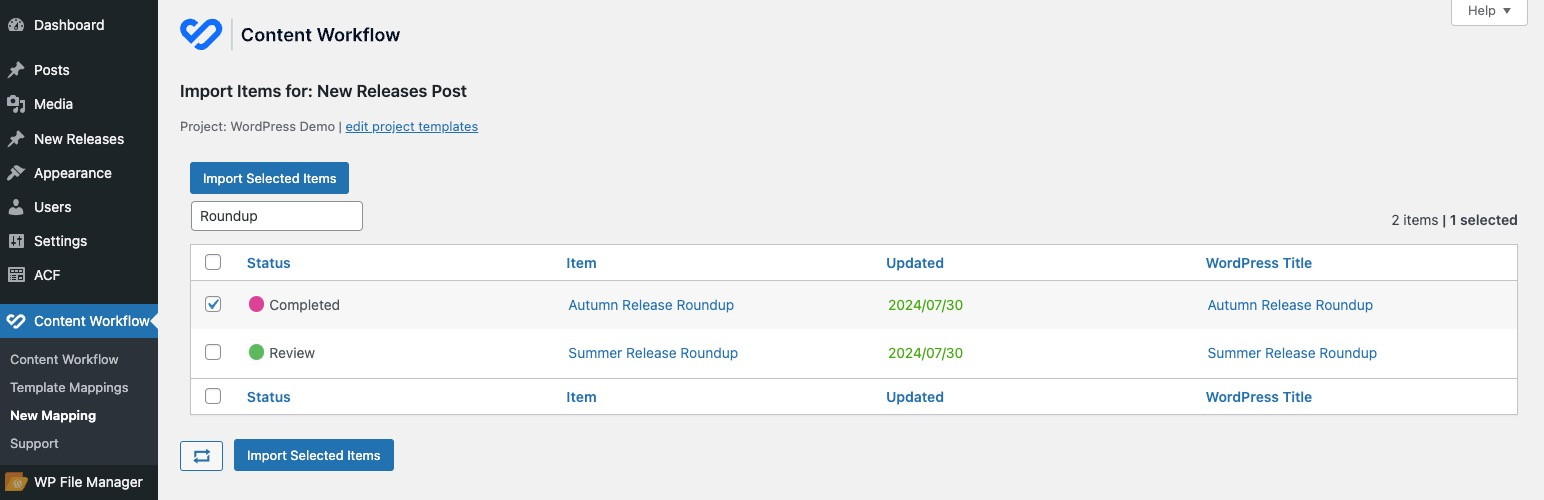 Dashboard
Posts
Media
New Releases
Appearance
Users
Settings
ACF
Content Workflow
Content Workflow
Template Mappings
New Mapping
Support
WP File Manager
Help
Content Workflow
Import Items for: New Releases Post
Project: WordPress Demo | edit project templates
Import Selected Items
Roundup
2 items | 1 selected
Status Item Updated WordPress Title
Completed Autumn Release Roundup 2024/07/30 Autumn Release Roundup
Review Summer Release Roundup 2024/07/30 Summer Release Roundup
Status Item Updated WordPress Title
Import Selected Items